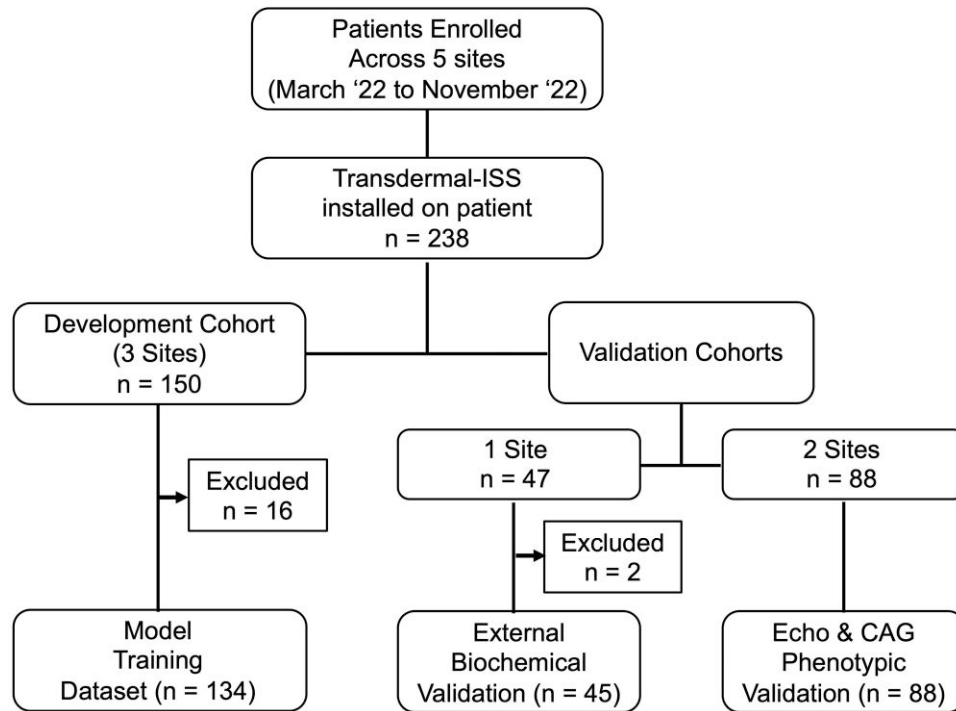 Patients Enrolled
Across 5 sites
(March ‘22 to November ‘22)
Transdermal-ISS
installed on patient
n = 238
Development Cohort
(3 Sites)
n = 150
Validation Cohorts
1 Site
n = 47
2 Sites
n = 88
Excluded
n = 16
Excluded
n = 2
Model
Training
Dataset (n = 134)
External
Biochemical
Validation (n = 45)
Echo & CAG
Phenotypic
Validation (n = 88)